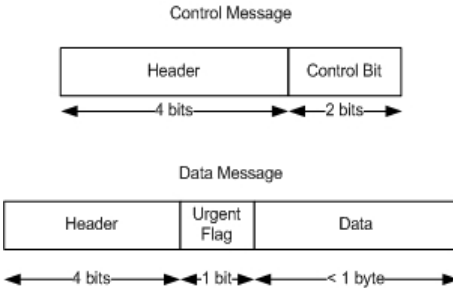 Control Message
Header Control Bit
4 bits 2 bits
Data Message
Header Urgent Flag Data
4 bits 1 bit < 1 byte